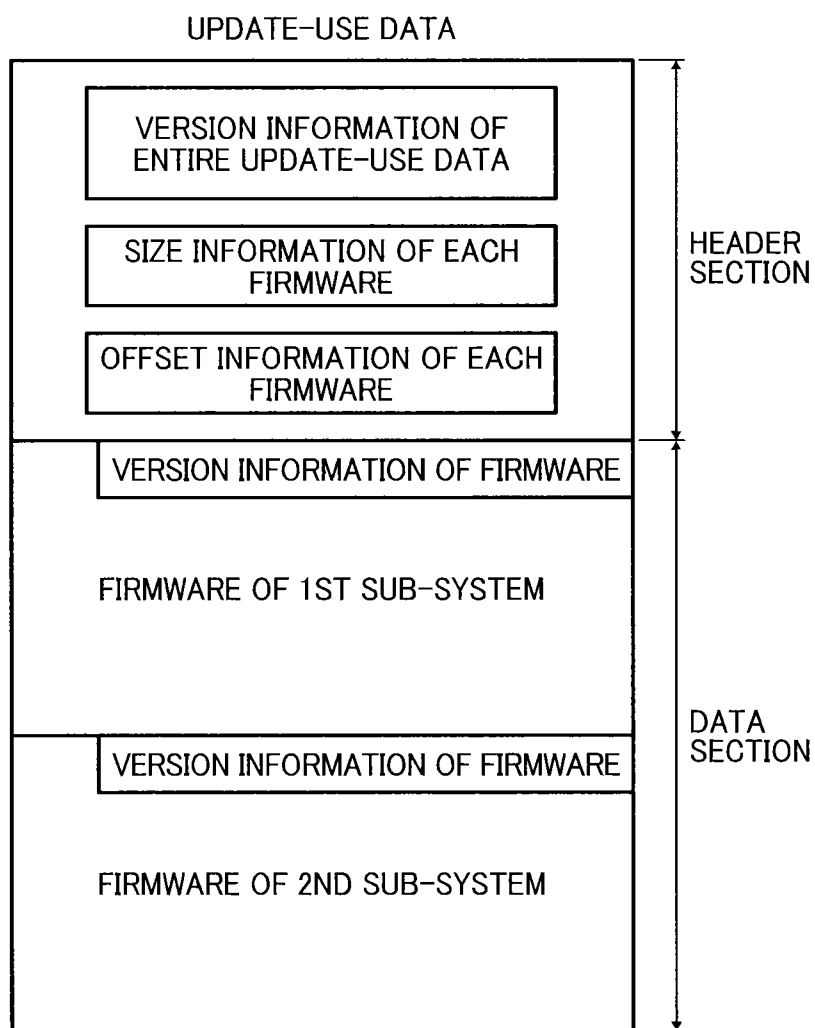 UPDATE-USE DATA
VERSION INFORMATION OF
ENTIRE UPDATE-USE DATA
SIZE INFORMATION OF EACH
FIRMWARE
OFFSET INFORMATION OF EACH
FIRMWARE
HEADER
SECTION
VERSION INFORMATION OF FIRMWARE
FIRMWARE OF 1ST SUB-SYSTEM
VERSION INFORMATION OF FIRMWARE
FIRMWARE OF 2ND SUB-SYSTEM
DATA
SECTION